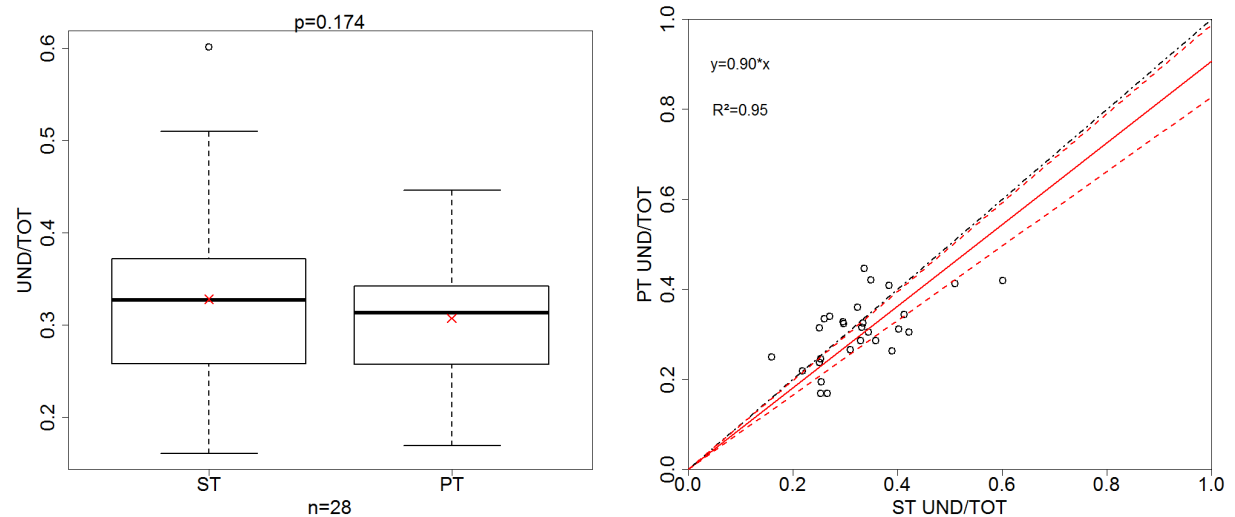 p=0.174
UND/TOT
0.6
0.5
0.4
0.3
0.2
ST PT
n=28
y=0.90*x
R²=0.95
PT UND/TOT
1.0
0.8
0.6
0.4
0.2
0.0
0.0 0.2 0.4 0.6 0.8 1.0
ST UND/TOT